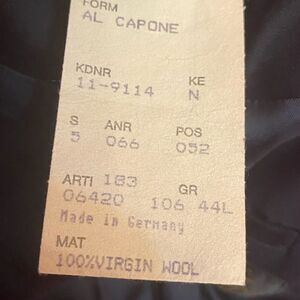 FORM
AL CAPONE
KDNR KE
11-9114 N
S ANR POS
5 066 052
ARTI 183 GR
06420 106 44L
Made in Germany
MAT
100%VIRGIN WOOL